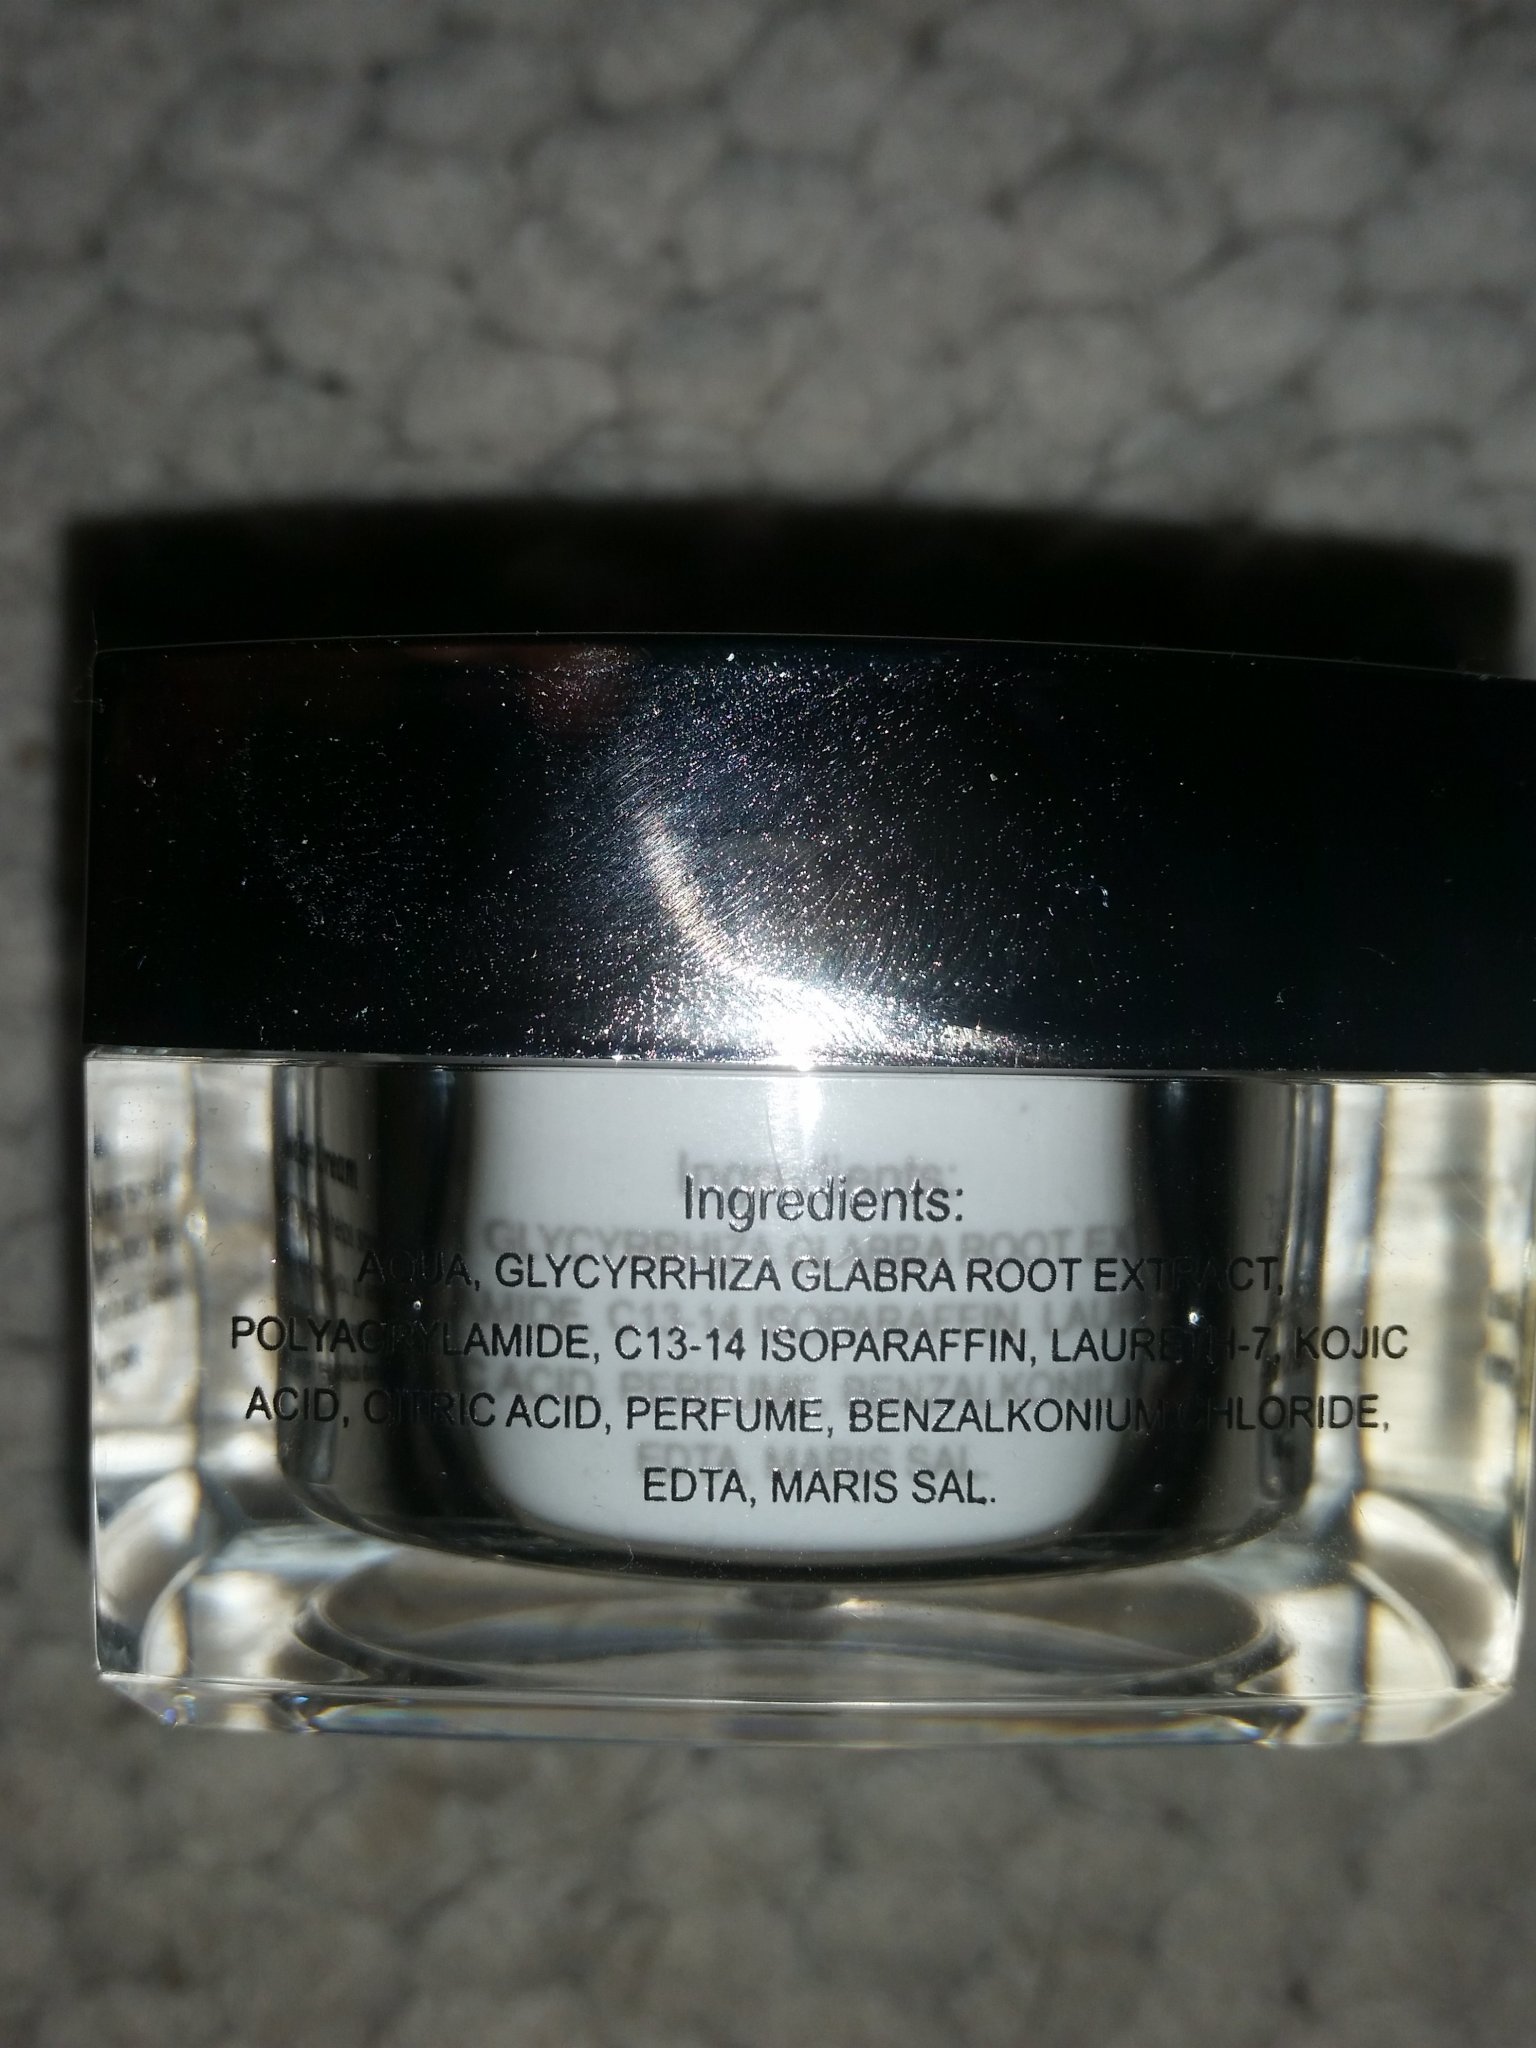 Ingredients:
AQUA, GLYCYRRHIZA GLABRA ROOT EXTRACT,
POLYACRYLAMIDE, C13-14 ISOPARAFFIN, LAURETH-7, KOJIC
ACID, CITRIC ACID, PERFUME, BENZALKONIUM CHLORIDE,
EDTA, MARIS SAL.